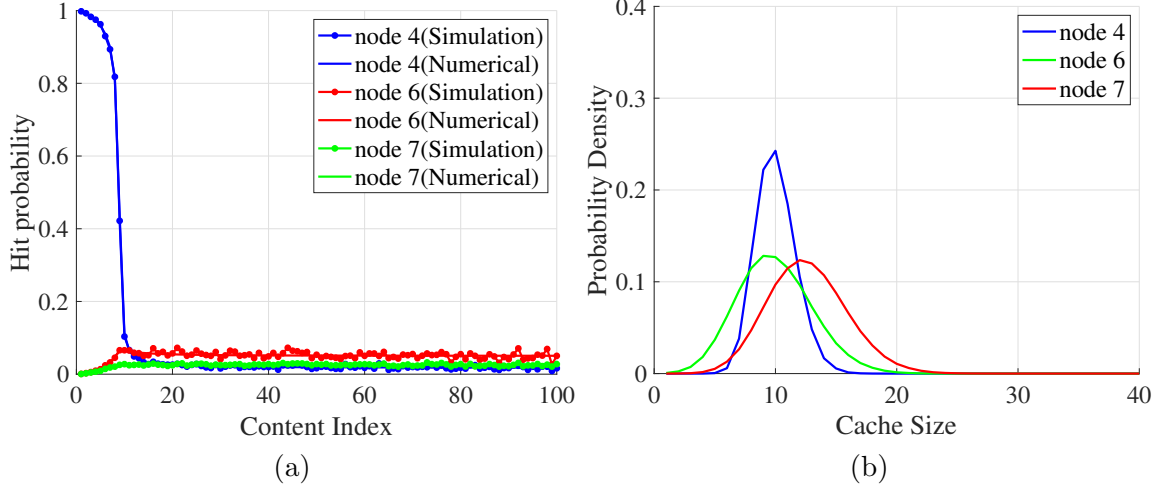 1
0.8
0.6
0.4
0.2
0
Hit probability
node 4(Simulation)
node 4(Numerical)
node 6(Simulation)
node 6(Numerical)
node 7(Simulation)
node 7(Numerical)
0 20 40 60 80 100
Content Index
(a)
0.4
0.3
0.2
0.1
0
Probability Density
node 4
node 6
node 7
0 10 20 30 40
Cache Size
(b)